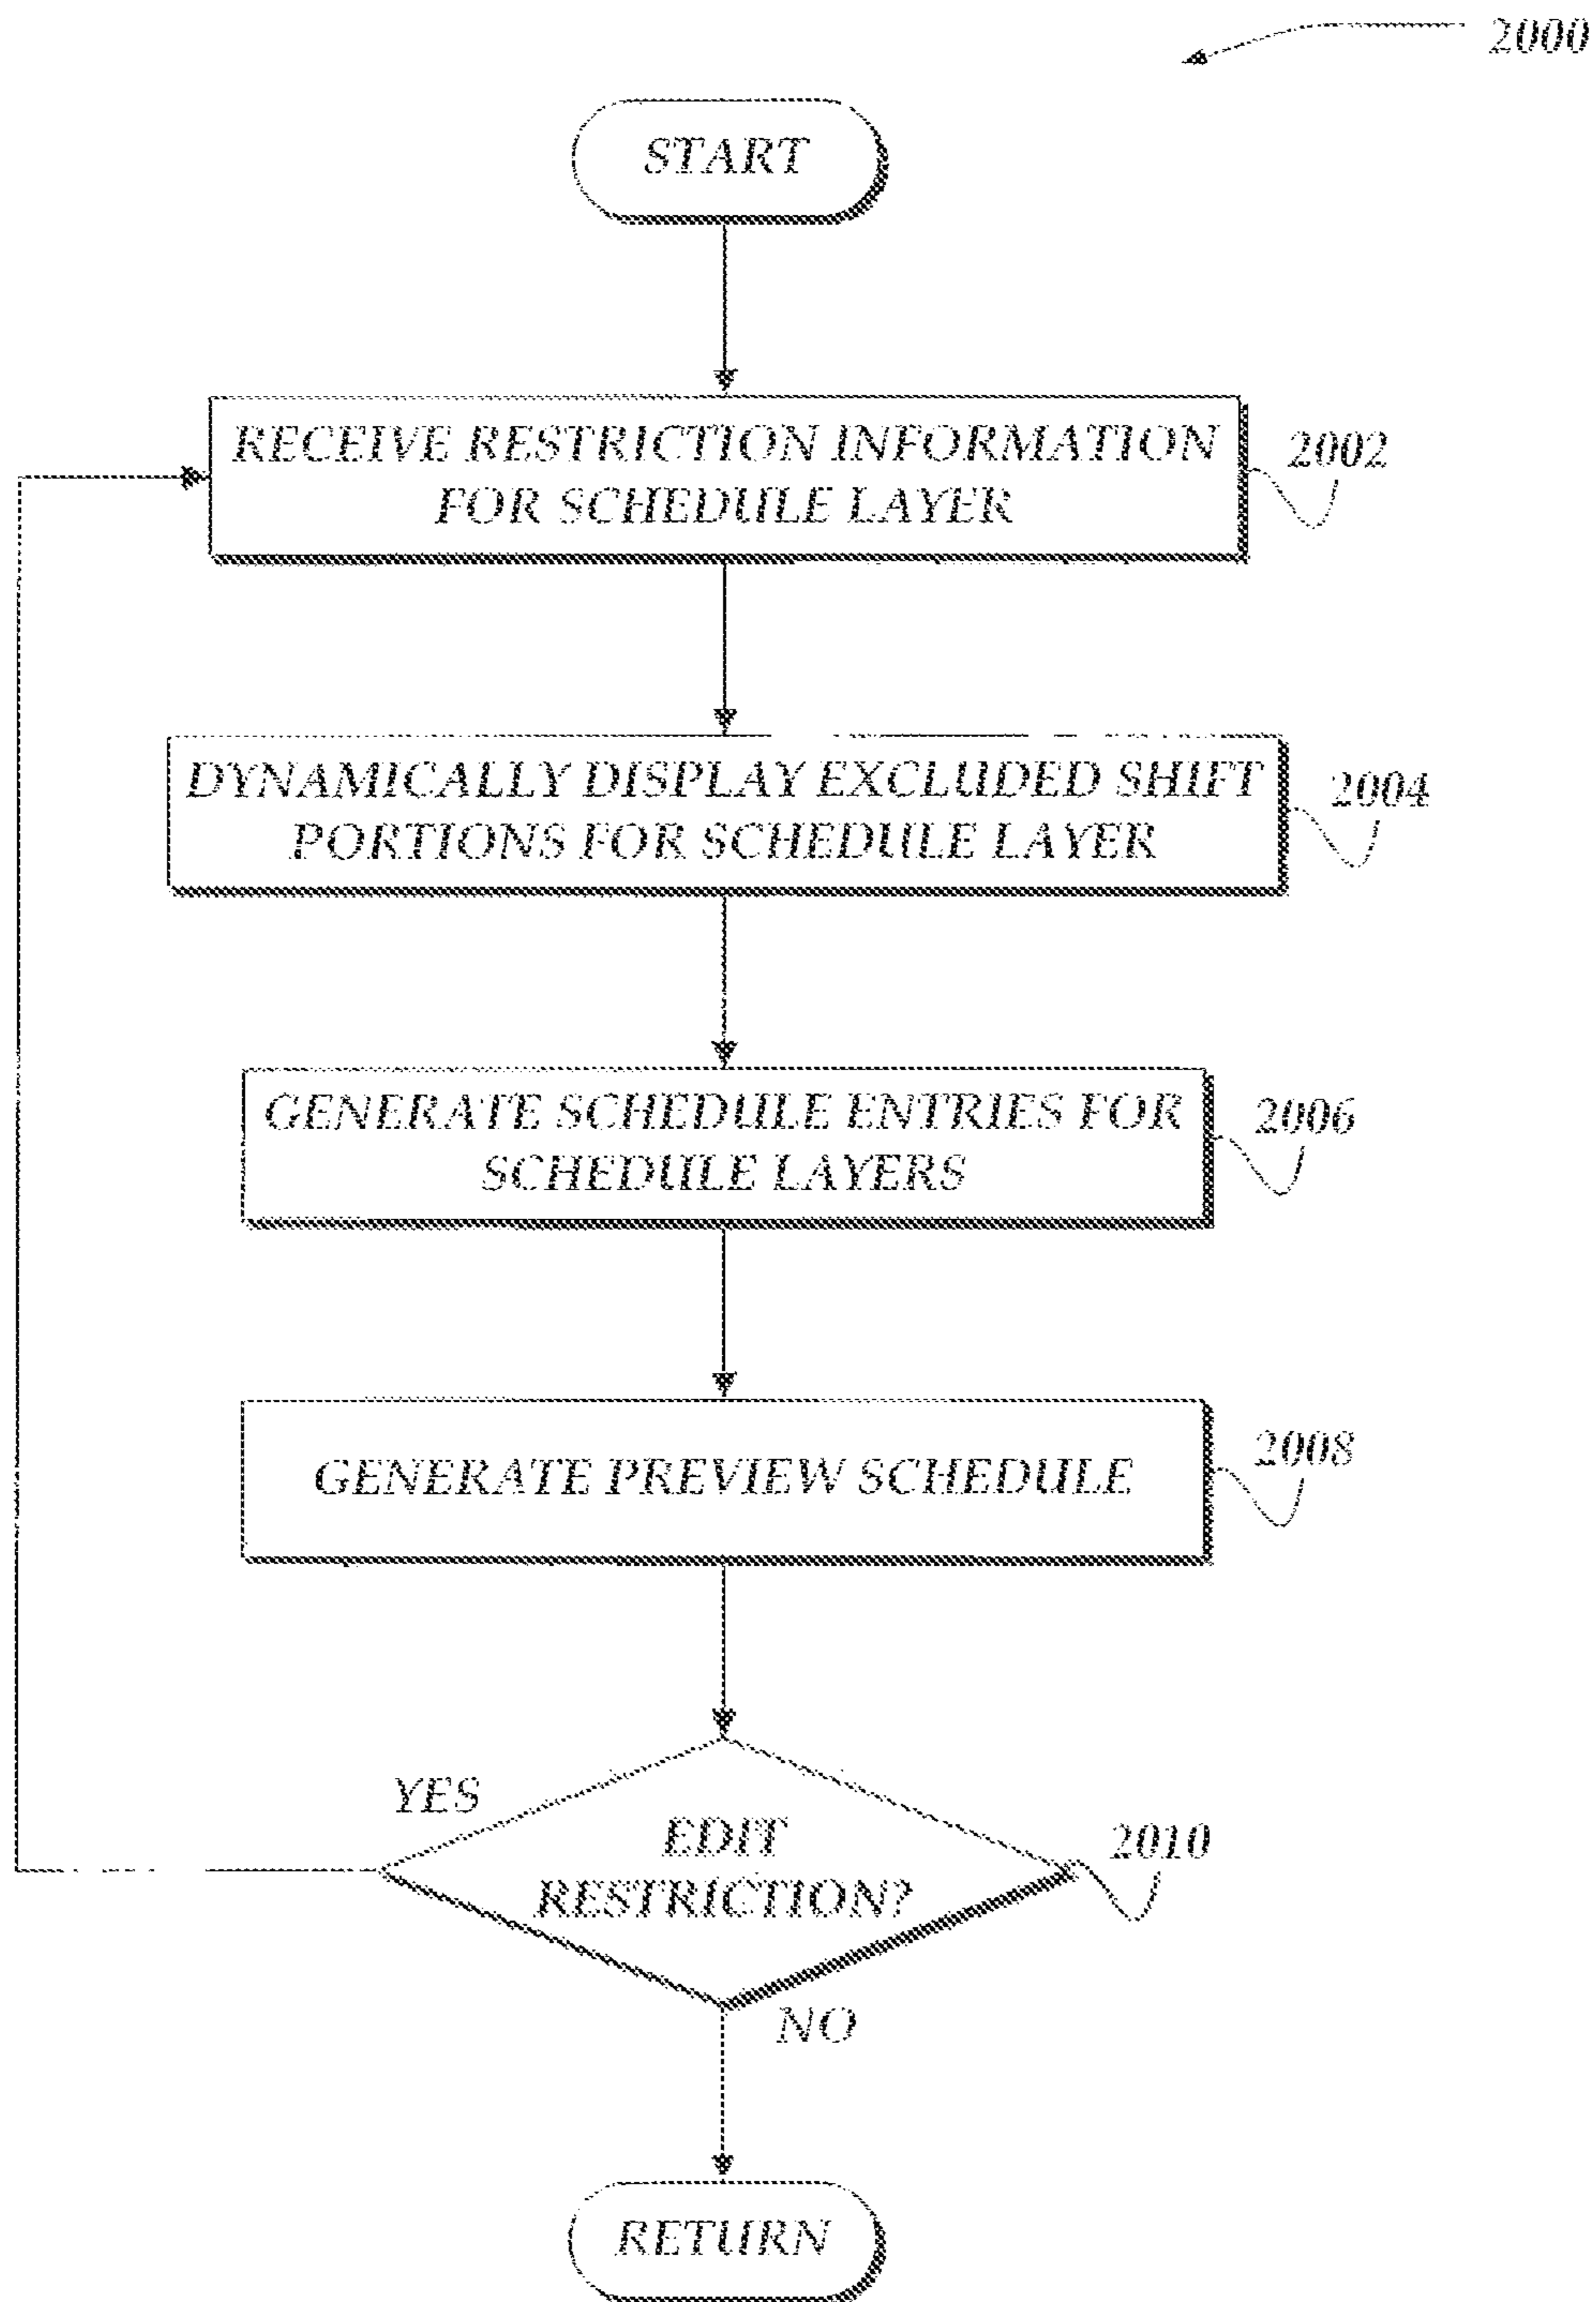 2000
START
RECEIVE RESTRICTION INFORMATION
FOR SCHEDULE LAYER
2002
DYNAMICALLY DISPLAY EXCLUDED SHIFT
PORTIONS FOR SCHEDULE LAYER
2004
GENERATE SCHEDULE ENTRIES FOR
SCHEDULE LAYERS
2006
GENERATE PREVIEW SCHEDULE
2008
YES
EDIT
RESTRICTION?
2010
NO
RETURN